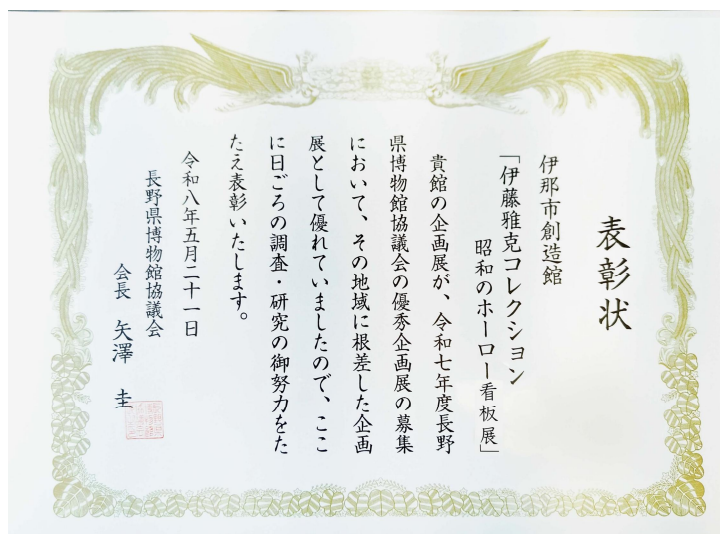 表彰状
伊那市創造館
「伊藤雅克コレクション
昭和のホーロー看板展」
貴館の企画展が、令和七年度長野
県博物館協議会の優秀企画展の募集
において、その地域に根差した企画
展として優れていましたので、ここ
に日ごろの調査・研究の御努力をた
たえ表彰いたします。
令和八年五月二十一日
長野県博物館協議会
会長 矢澤 圭